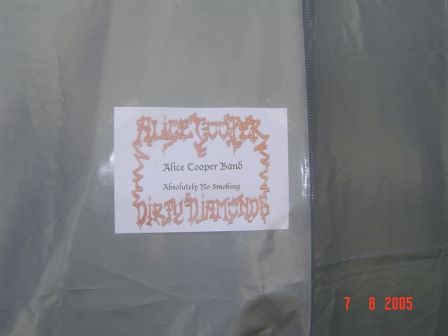 ALICE COOPER
Alice Cooper Band
Absolutely No Smoking
DIRTY DIAMONDS
7 8 2005